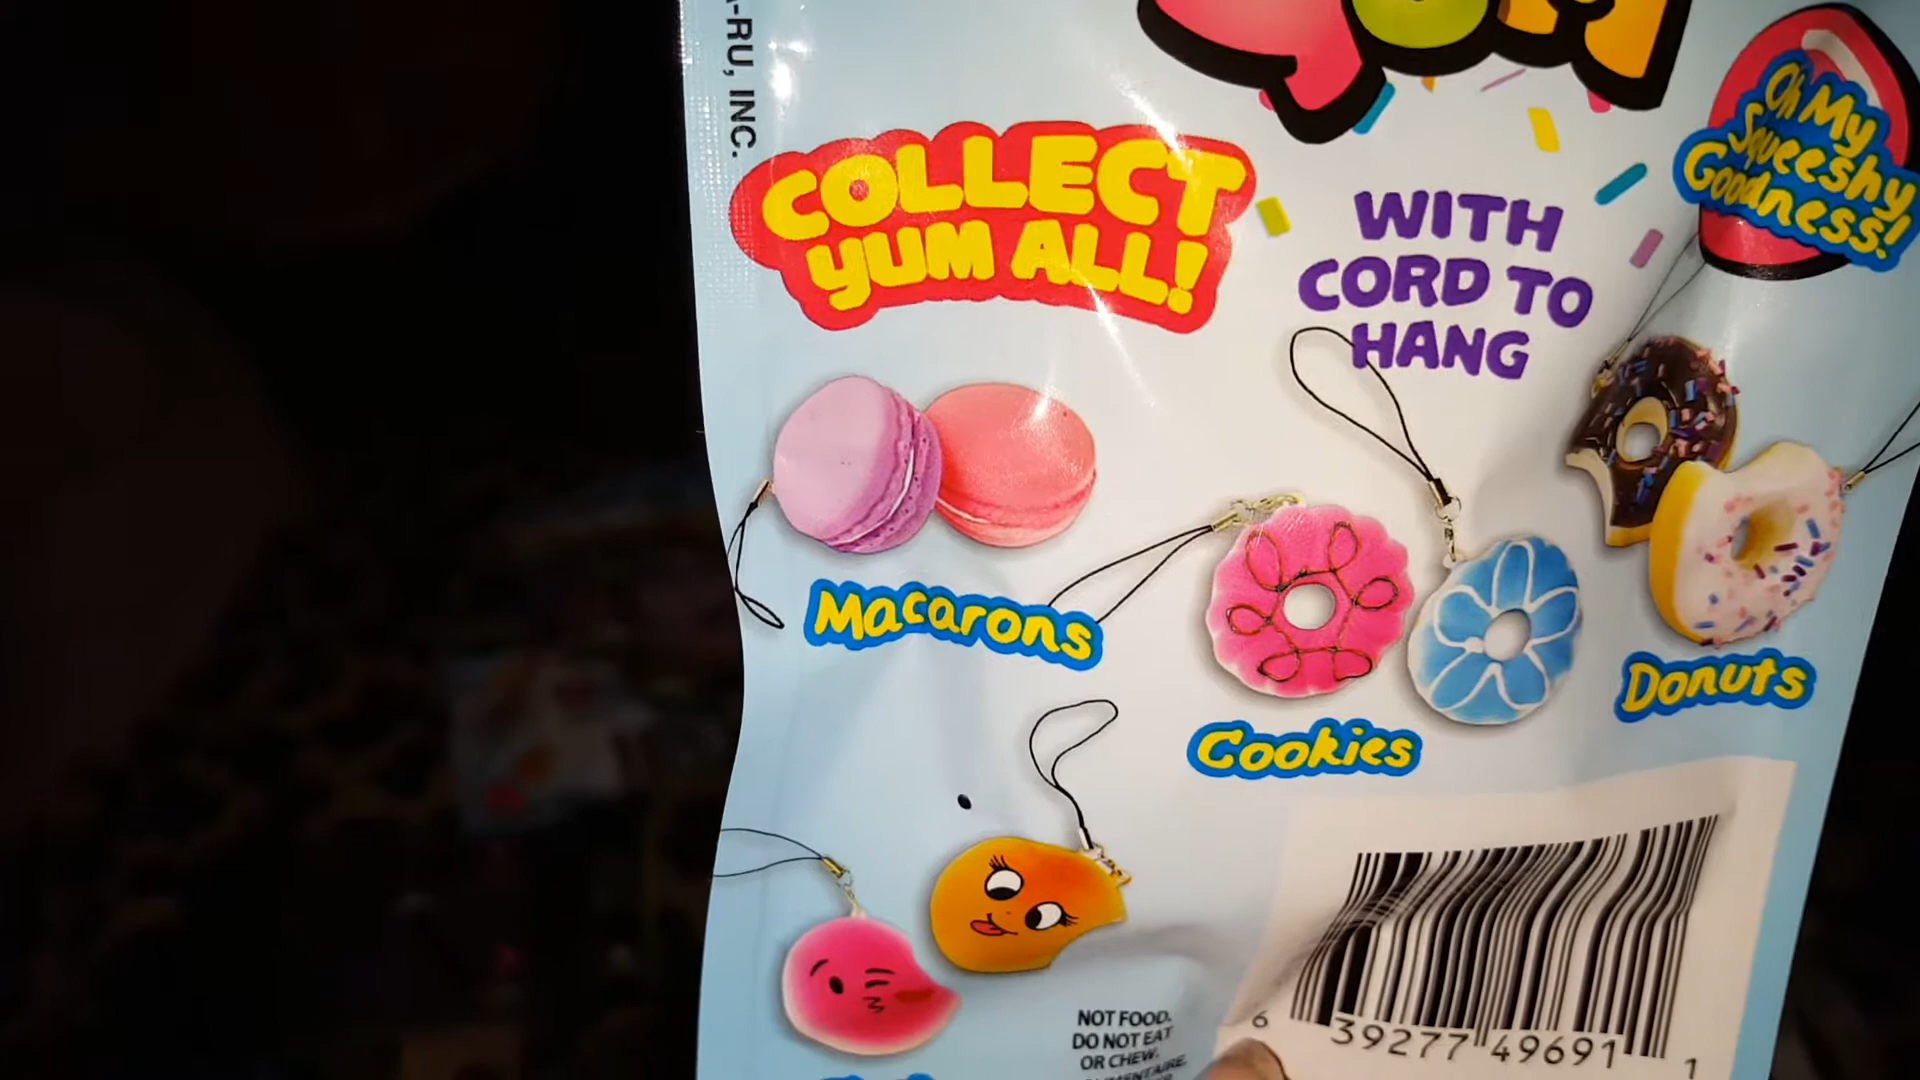 -RU, INC.
COLLECT
YUM ALL!
WITH
CORD TO
HANG
Oh My
Squeeshy
Goodness!
Macarons
Cookies
Donuts
NOT FOOD.
DO NOT EAT
OR CHEW.
6 39277 49691 1